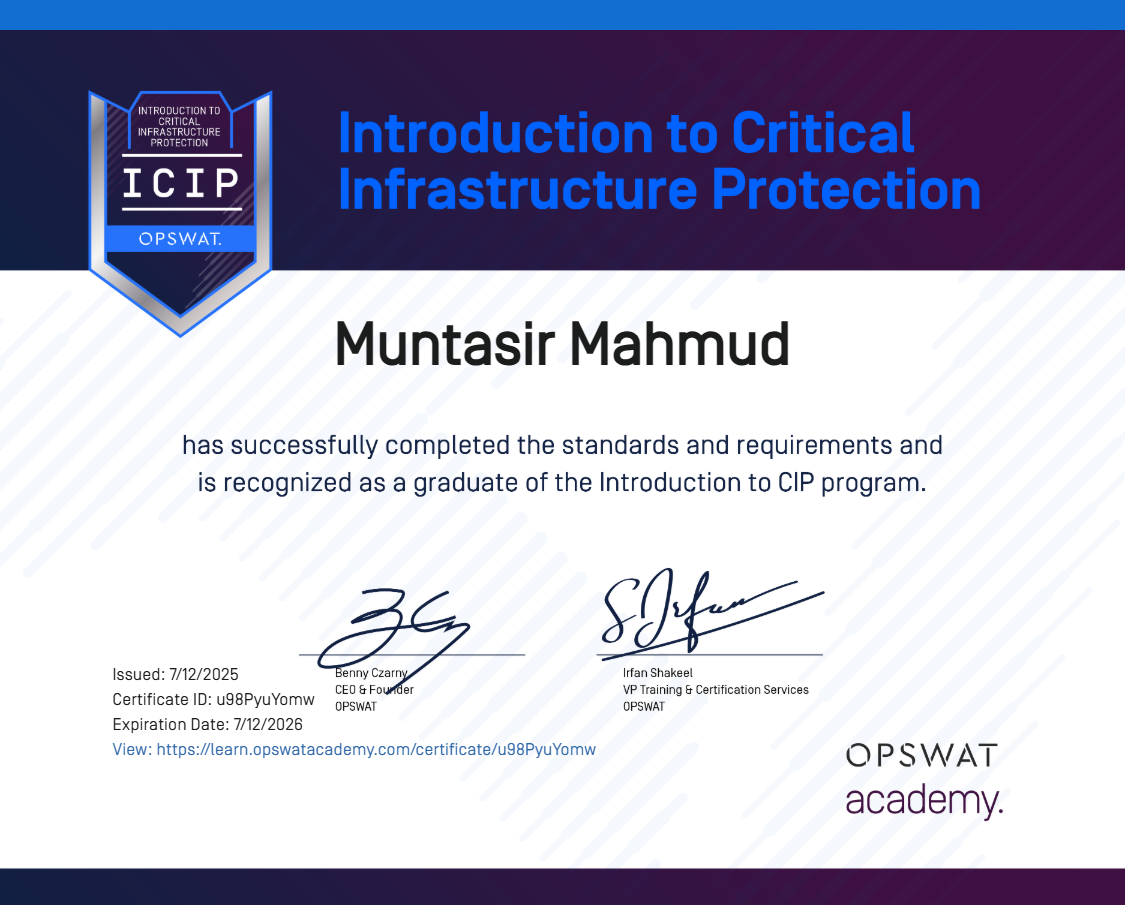 INTRODUCTION TO
CRITICAL
INFRASTRUCTURE
PROTECTION
ICIP
OPSWAT.
Introduction to Critical
Infrastructure Protection
Muntasir Mahmud
has successfully completed the standards and requirements and
is recognized as a graduate of the Introduction to CIP program.
Issued: 7/12/2025
Certificate ID: u98PyuYomw
Expiration Date: 7/12/2026
View: https://learn.opswatacademy.com/certificate/u98PyuYomw
Benny Czarny
CEO & Founder
OPSWAT
S Irfan
Irfan Shakeel
VP Training & Certification Services
OPSWAT
OPSWAT
academy.